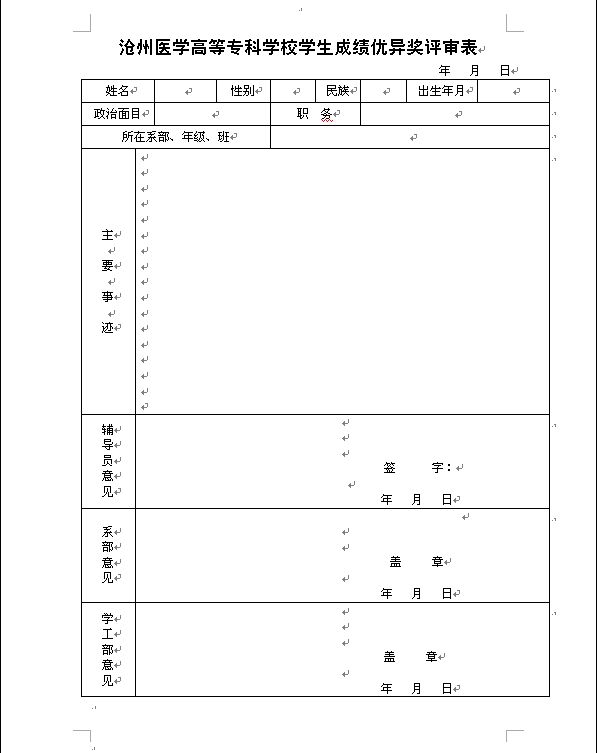 沧州医学高等专科学校学生成绩优异奖评审表
年 月 日
姓名 性别 民族 出生年月
政治面目 职 务
所在系部、年级、班
主
要
事
迹
辅
导
员
意
见
签 字：
年 月 日
系
部
意
见
盖 章
年 月 日
学
工
部
意
见
盖 章
年 月 日